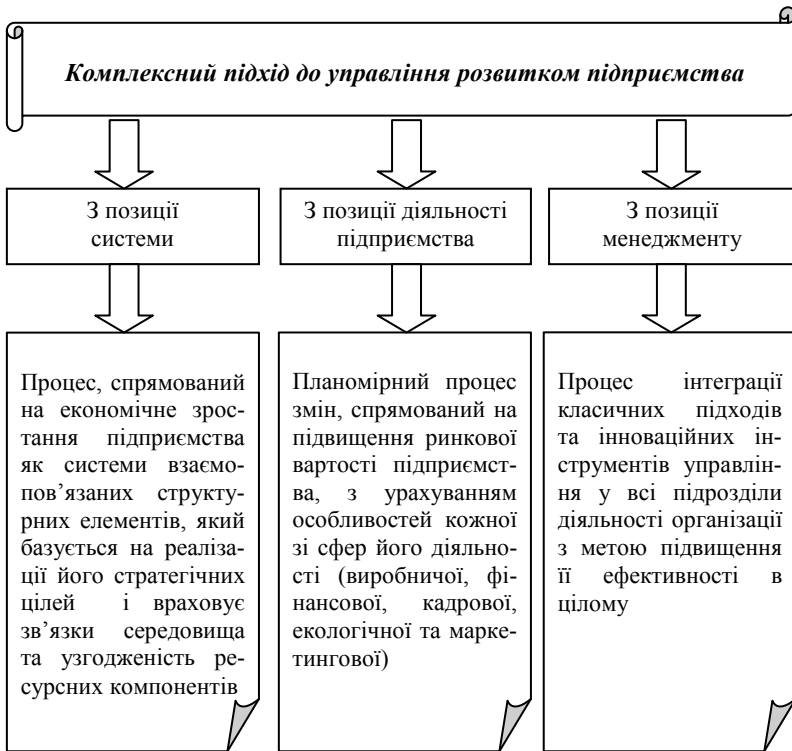 Комплексний підхід до управління розвитком підприємства
З позиції
системи
З позиції діяльності
підприємства
З позиції
менеджменту
Процес, спрямований
на економічне зрос-
тання підприємства
як системи взаємо-
пов’язаних структу-
рних елементів, який
базується на реаліза-
ції його стратегічних
цілей і враховує
зв’язки середовища
та узгодженість ре-
сурсних компонентів
Планомірний процес
змін, спрямований на
підвищення ринкової
вартості підприємст-
ва, з урахуванням
особливостей кожної
зі сфер його діяльно-
сті (виробничої, фі-
нансової, кадрової,
екологічної та марке-
тингової)
Процес інтеграції
класичних підходів
та інноваційних ін-
струментів управлін-
ня у всі підрозділи
діяльності організації
з метою підвищення
її ефективності в
цілому